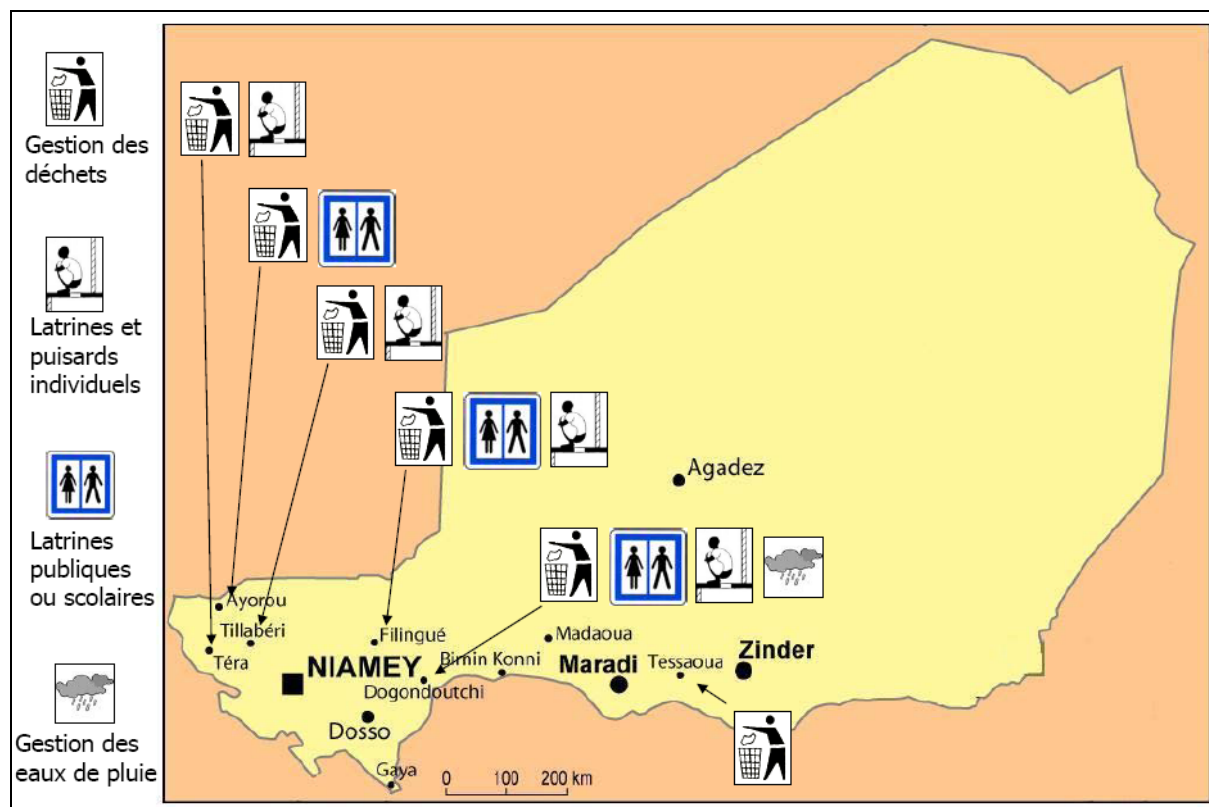 Gestion des
déchets
Latrines et
puisards
individuels
Latrines
publiques
ou scolaires
Gestion des
eaux de pluie
Agadez
Ayorou
Tillabéri
Filingué
Madaoua
Téra
NIAMEY
Birnin Konni
Maradi
Tessaoua
Zinder
Dogondoutchi
Dosso
Gaya
0 100 200 km